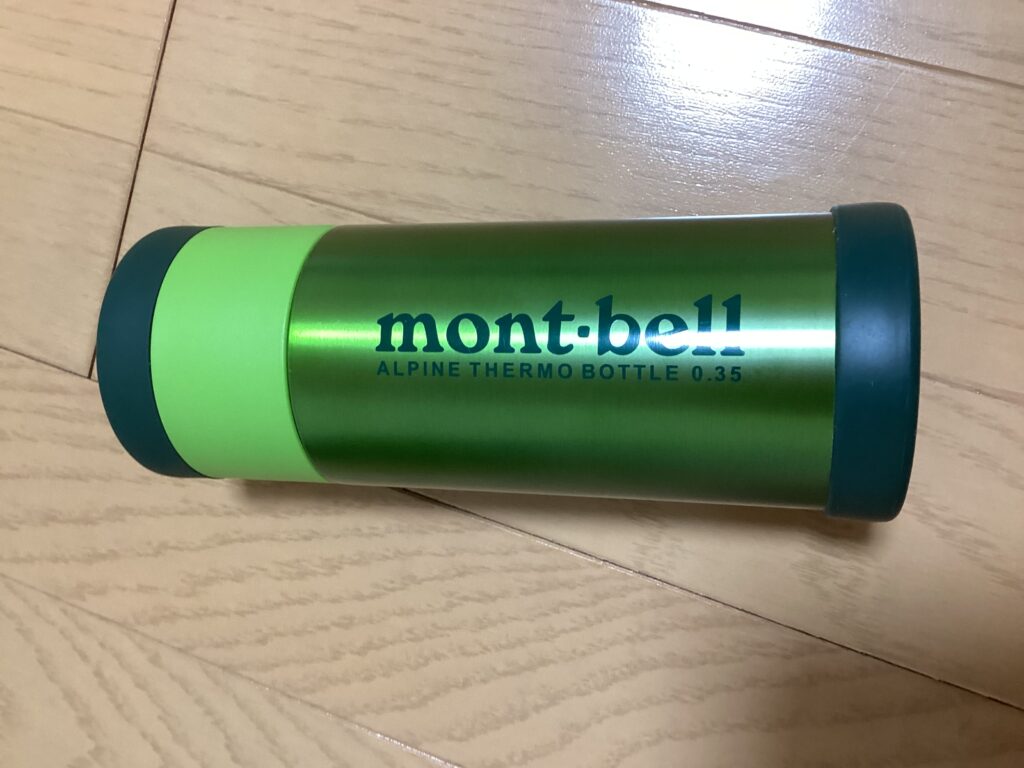 mont·bell
ALPINE THERMO BOTTLE 0.35